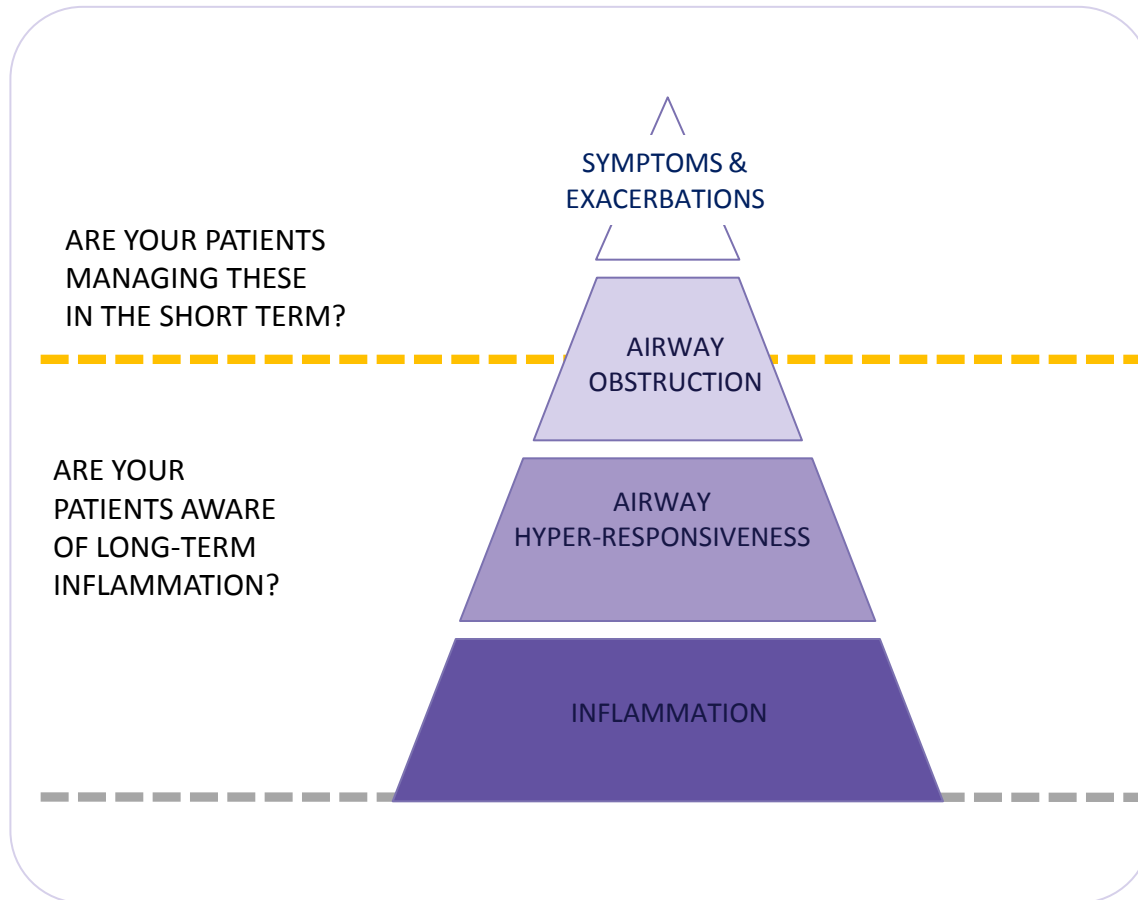 SYMPTOMS &
EXACERBATIONS
ARE YOUR PATIENTS
MANAGING THESE
IN THE SHORT TERM?
AIRWAY
OBSTRUCTION
ARE YOUR
PATIENTS AWARE
OF LONG-TERM
INFLAMMATION?
AIRWAY
HYPER-RESPONSIVENESS
INFLAMMATION